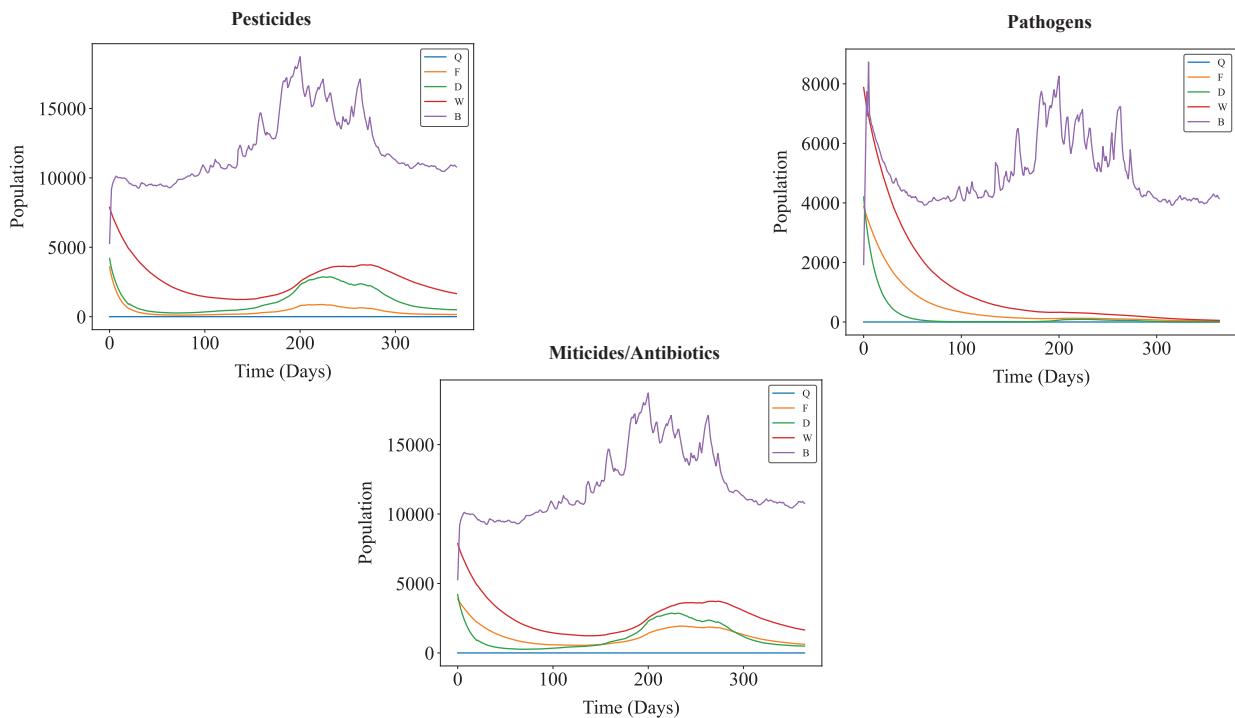 Pesticides
Q
F
D
W
B
15000
10000
5000
0
Population
0
100
200
300
Time (Days)
Pathogens
Q
F
D
W
B
8000
6000
4000
2000
0
Population
0
100
200
300
Time (Days)
Miticides/Antibiotics
Q
F
D
W
B
15000
10000
5000
0
Population
0
100
200
300
Time (Days)